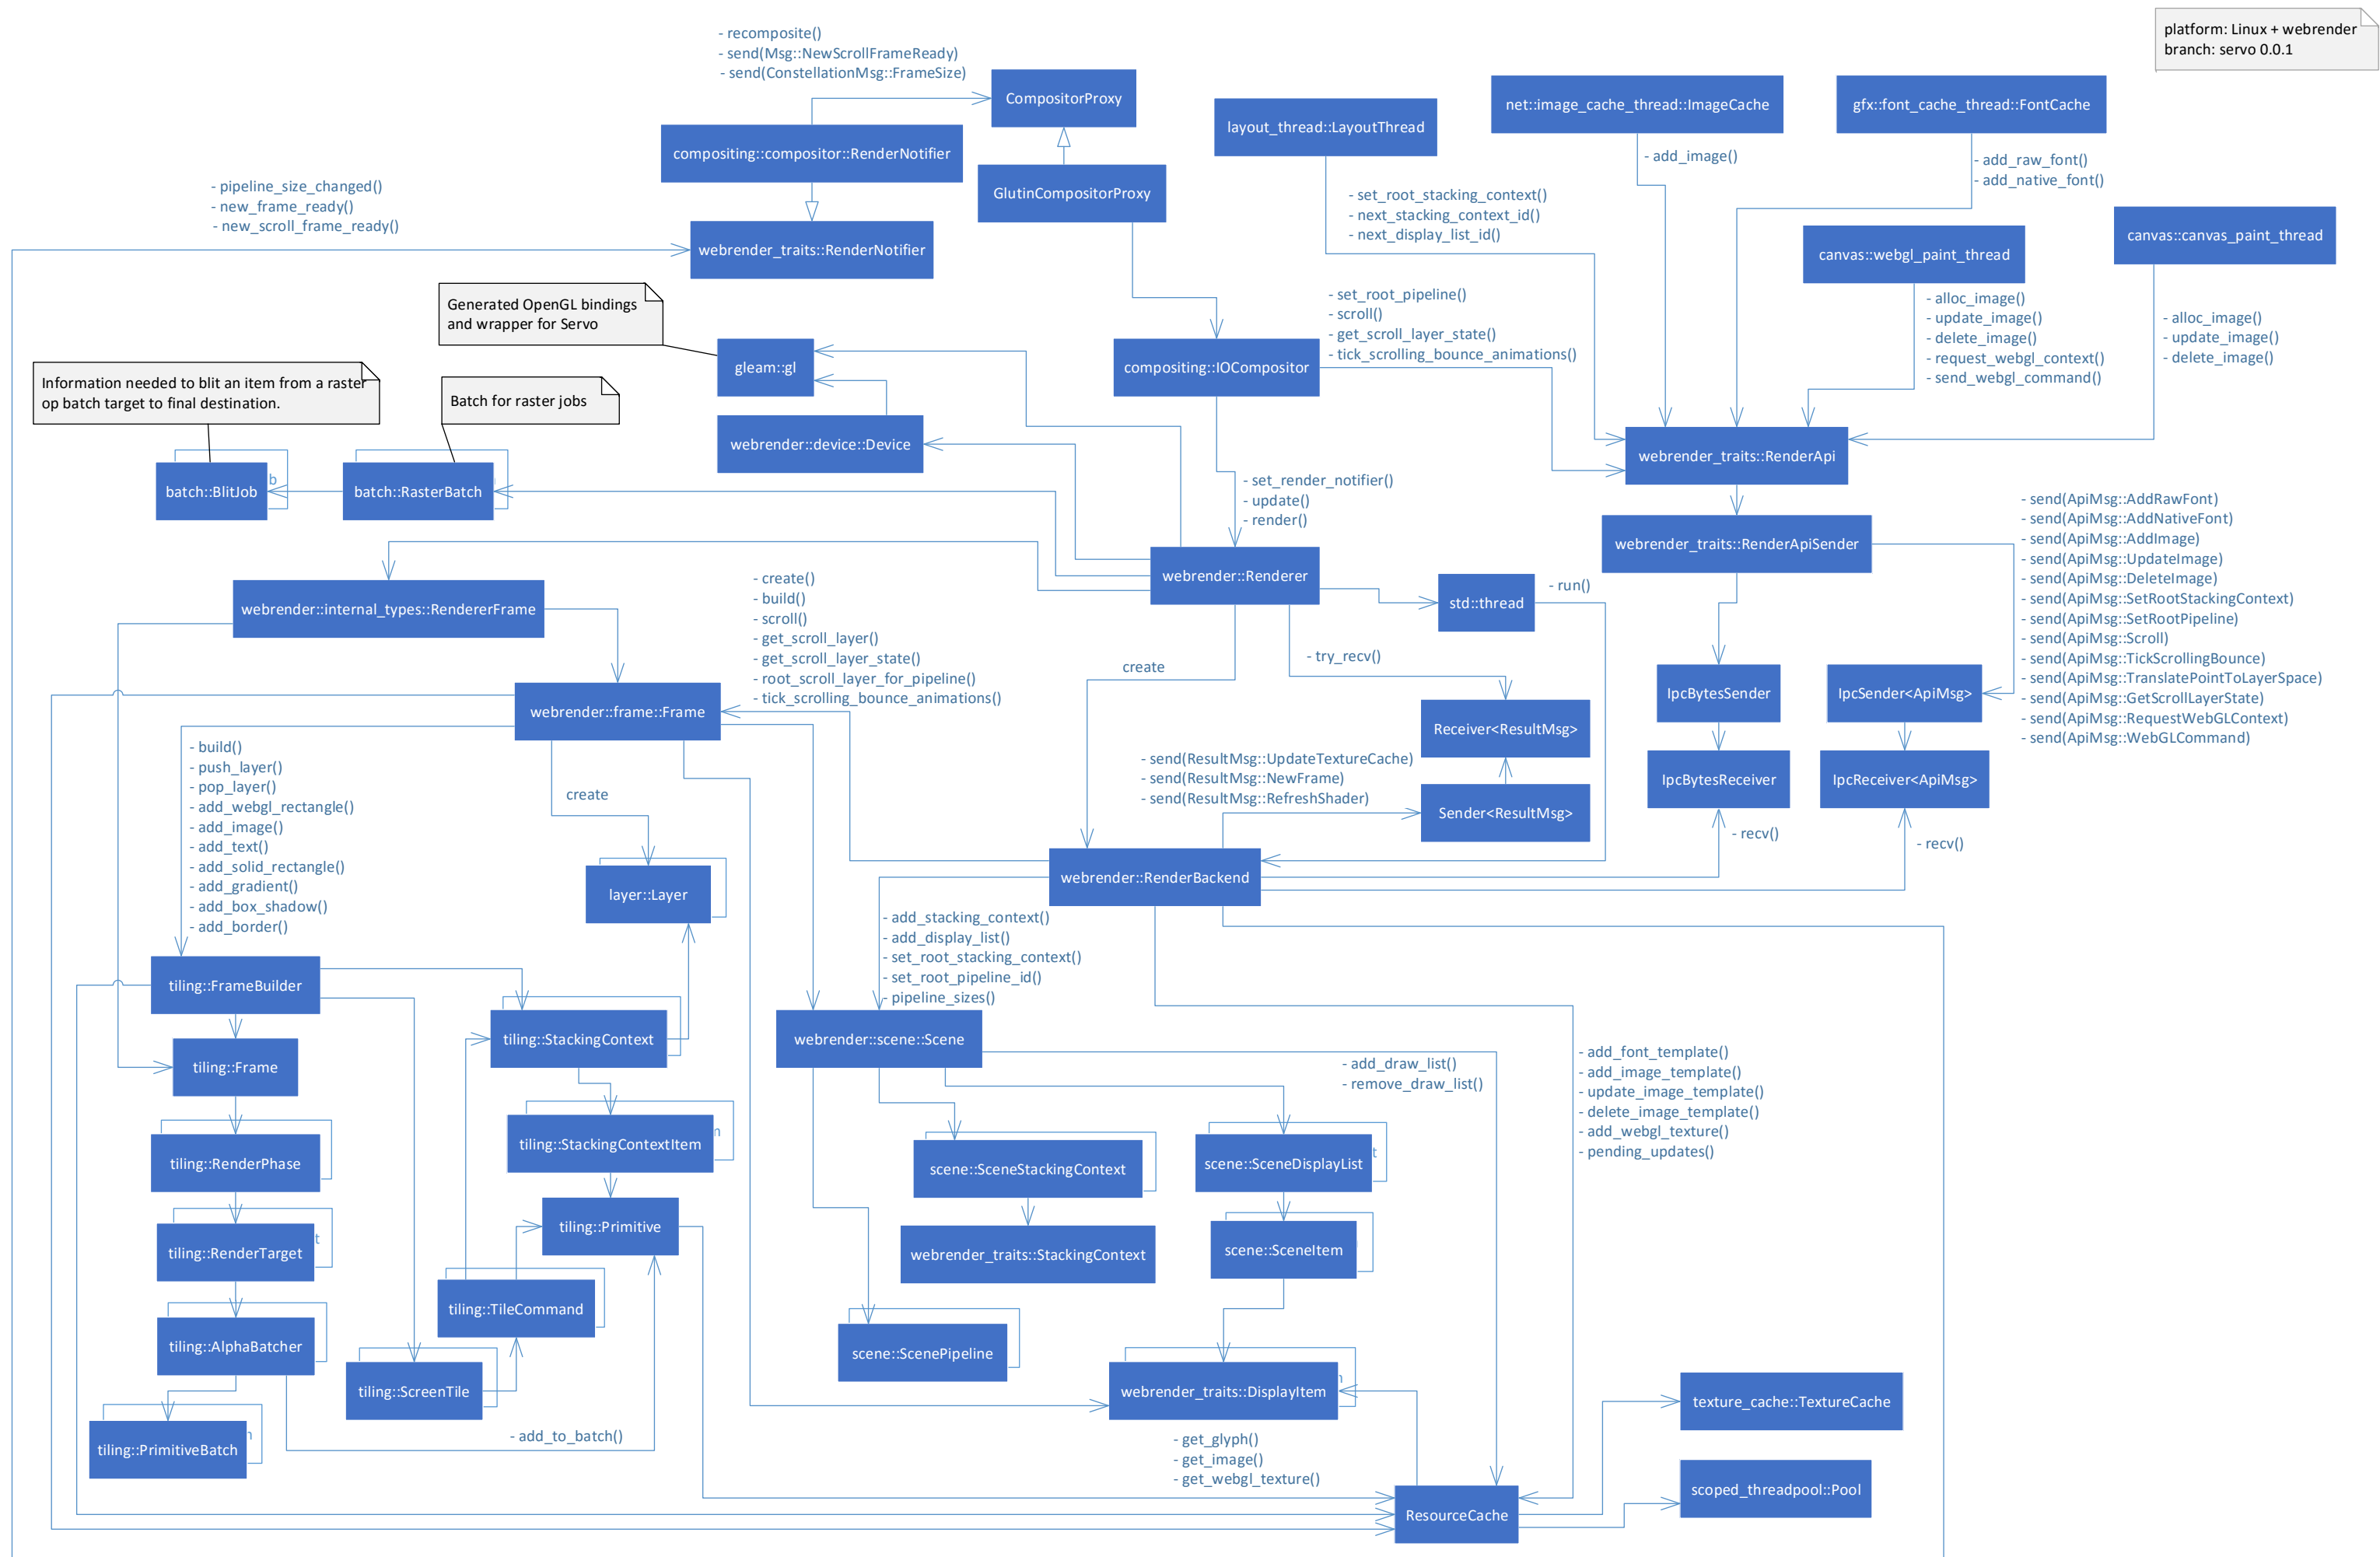 platform: Linux + webrender
branch: servo 0.0.1
- recomposite()
- send(Msg::NewScrollFrameReady)
- send(ConstellationMsg::FrameSize)
CompositorProxy
compositing::compositor::RenderNotifier
GlutinCompositorProxy
webrender_traits::RenderNotifier
- pipeline_size_changed()
- new_frame_ready()
- new_scroll_frame_ready()
layout_thread::LayoutThread
net::image_cache_thread::ImageCache
gfx::font_cache_thread::FontCache
- add_image()
- add_raw_font()
- add_native_font()
- set_root_stacking_context()
- next_stacking_context_id()
- next_display_list_id()
canvas::webgl_paint_thread
canvas::canvas_paint_thread
- alloc_image()
- update_image()
- delete_image()
- request_webgl_context()
- send_webgl_command()
- alloc_image()
- update_image()
- delete_image()
Generated OpenGL bindings
and wrapper for Servo
gleam::gl
compositing::IOCompositor
- set_root_pipeline()
- scroll()
- get_scroll_layer_state()
- tick_scrolling_bounce_animations()
Information needed to blit an item from a raster
op batch target to final destination.
Batch for raster jobs
webrender::device::Device
webrender_traits::RenderApi
batch::BlitJob
b
batch::RasterBatch
- set_render_notifier()
- update()
- render()
webrender_traits::RenderApiSender
- send(ApiMsg::AddRawFont)
- send(ApiMsg::AddNativeFont)
- send(ApiMsg::AddImage)
- send(ApiMsg::UpdateImage)
- send(ApiMsg::DeleteImage)
- send(ApiMsg::SetRootStackingContext)
- send(ApiMsg::SetRootPipeline)
- send(ApiMsg::Scroll)
- send(ApiMsg::TickScrollingBounce)
- send(ApiMsg::TranslatePointToLayerSpace)
- send(ApiMsg::GetScrollLayerState)
- send(ApiMsg::RequestWebGLContext)
- send(ApiMsg::WebGLCommand)
webrender::internal_types::RendererFrame
webrender::Renderer
std::thread
- run()
- create()
- build()
- scroll()
- get_scroll_layer()
- get_scroll_layer_state()
- root_scroll_layer_for_pipeline()
- tick_scrolling_bounce_animations()
create
- try_recv()
IpcBytesSender
IpcSender<ApiMsg>
webrender::frame::Frame
Receiver<ResultMsg>
IpcBytesReceiver
IpcReceiver<ApiMsg>
- send(ResultMsg::UpdateTextureCache)
- send(ResultMsg::NewFrame)
- send(ResultMsg::RefreshShader)
Sender<ResultMsg>
- recv()
- recv()
- build()
- push_layer()
- pop_layer()
- add_webgl_rectangle()
- add_image()
- add_text()
- add_solid_rectangle()
- add_gradient()
- add_box_shadow()
- add_border()
create
layer::Layer
webrender::RenderBackend
- add_stacking_context()
- add_display_list()
- set_root_stacking_context()
- set_root_pipeline_id()
- pipeline_sizes()
tiling::FrameBuilder
tiling::StackingContext
webrender::scene::Scene
tiling::Frame
- add_draw_list()
- remove_draw_list()
- add_font_template()
- add_image_template()
- update_image_template()
- delete_image_template()
- add_webgl_texture()
- pending_updates()
tiling::StackingContextItem
tiling::RenderPhase
scene::SceneStackingContext
scene::SceneDisplayList
t
tiling::Primitive
tiling::RenderTarget
t
webrender_traits::StackingContext
scene::SceneItem
tiling::TileCommand
tiling::AlphaBatcher
scene::ScenePipeline
tiling::ScreenTile
webrender_traits::DisplayItem
texture_cache::TextureCache
tiling::PrimitiveBatch
- add_to_batch()
- get_glyph()
- get_image()
- get_webgl_texture()
scoped_threadpool::Pool
ResourceCache